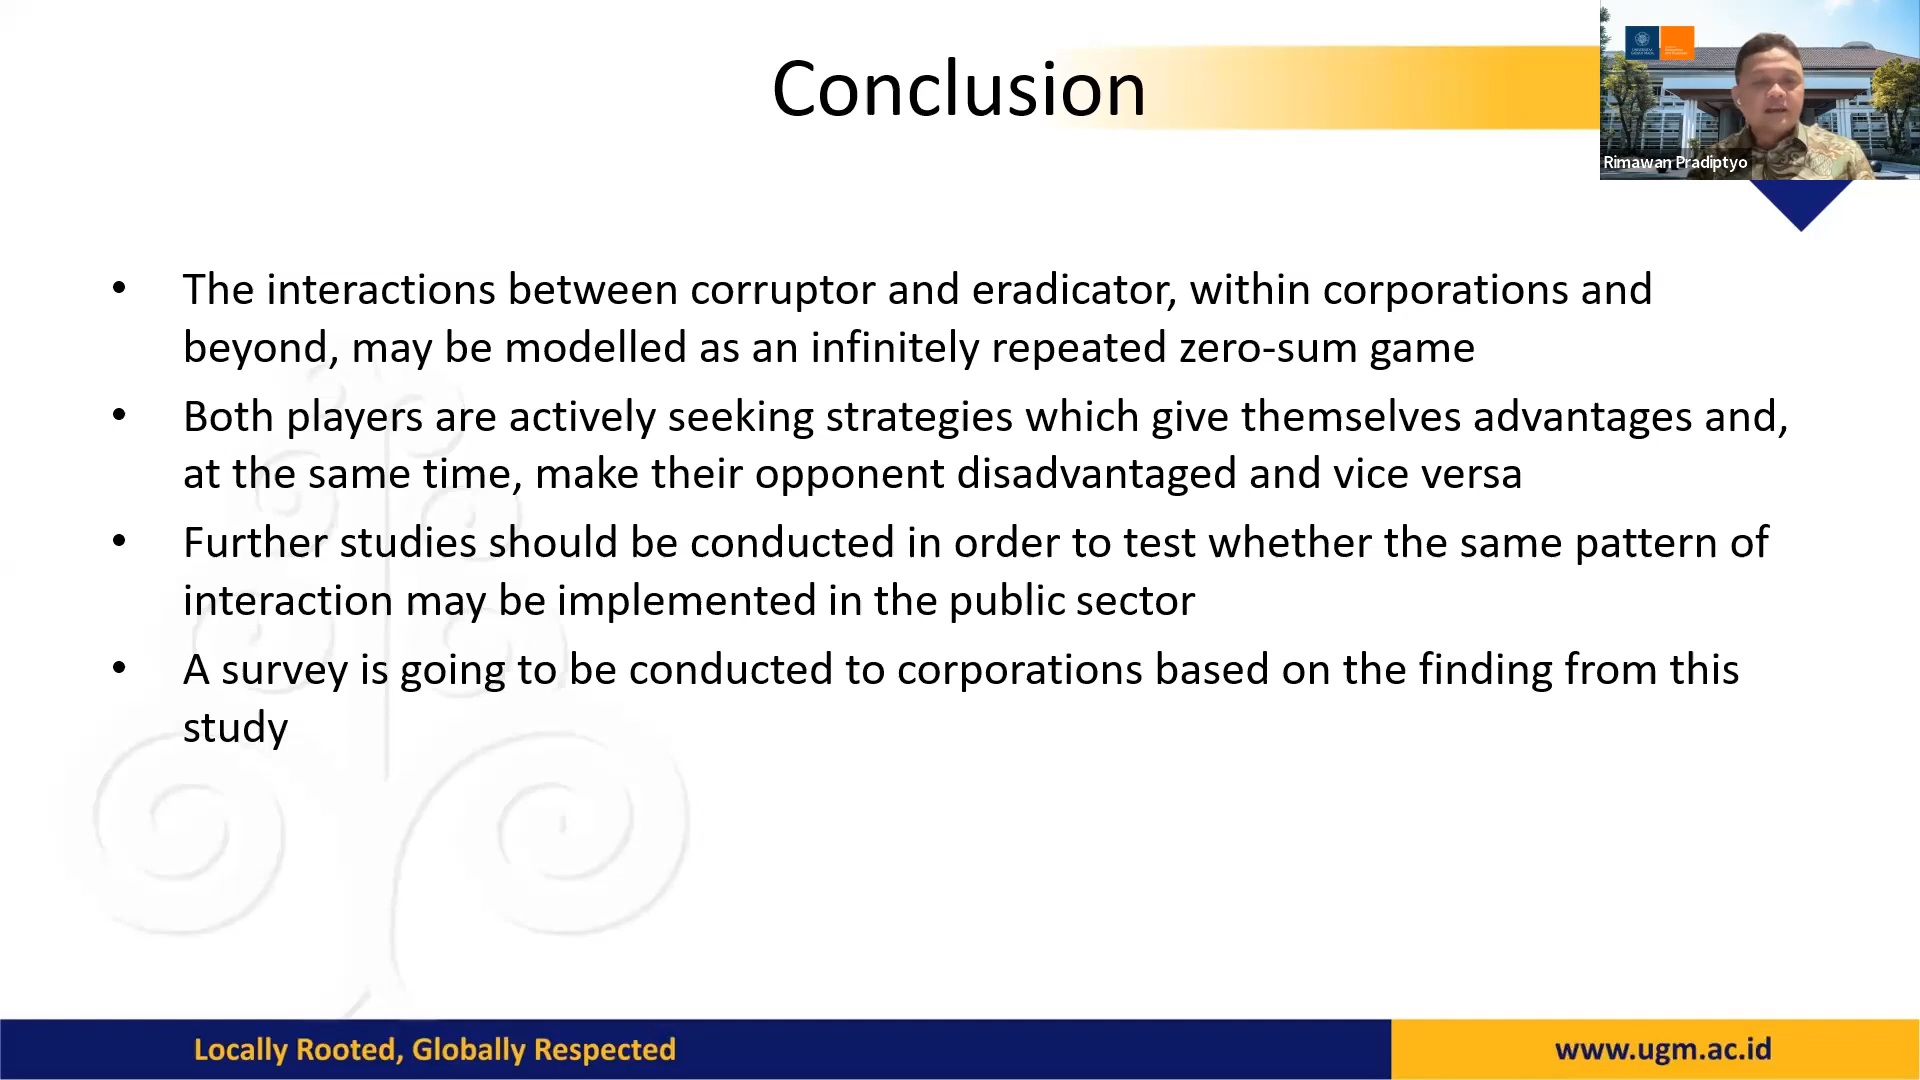 Conclusion
Rimawan Pradiptyo
• The interactions between corruptor and eradicator, within corporations and
beyond, may be modelled as an infinitely repeated zero-sum game
• Both players are actively seeking strategies which give themselves advantages and,
at the same time, make their opponent disadvantaged and vice versa
• Further studies should be conducted in order to test whether the same pattern of
interaction may be implemented in the public sector
• A survey is going to be conducted to corporations based on the finding from this
study
Locally Rooted, Globally Respected
www.ugm.ac.id